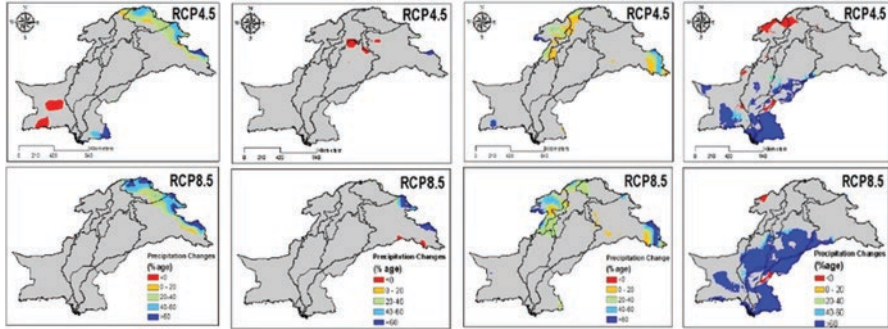 RCP4.5
RCP4.5
RCP4.5
RCP4.5
RCP8.5
Precipitation Changes
(%age)
<0
0 - 20
20-40
40-60
>60
RCP8.5
Precipitation Changes
(% age)
<0
0 - 20
20-40
40-60
>60
RCP8.5
Precipitation Change
(%age)
<0
0 - 20
20-40
40-60
>60
RCP8.5
Precipitation Changes
(%age)
<0
0 - 20
20-40
40-60
>60